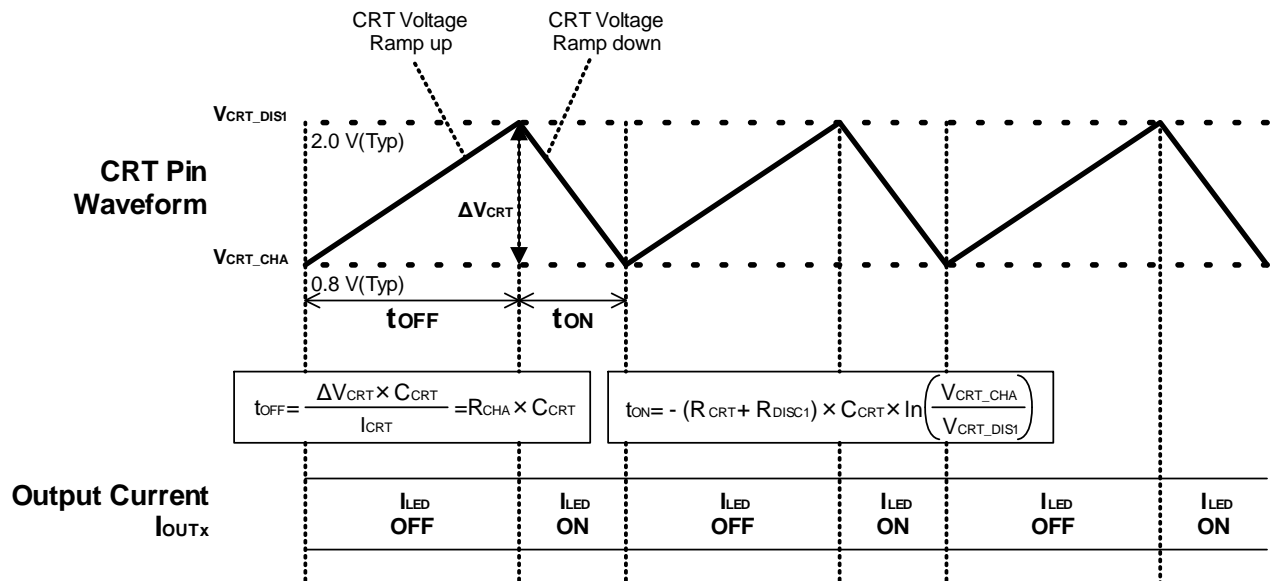 CRT Voltage
Ramp up
CRT Voltage
Ramp down
VCRT_DIS1
2.0 V(Typ)
CRT Pin
Waveform
ΔVCRT
VCRT_CHA
0.8 V(Typ)
tOFF
tON
tOFF= ΔVCRT × CCRT / ICRT =RCHA × CCRT
tON= - (RCRT+ RDISC1) × CCRT × ln(VCRT_CHA / VCRT_DIS1)
Output Current
IOUTx
ILED
OFF
ILED
ON
ILED
OFF
ILED
ON
ILED
OFF
ILED
ON